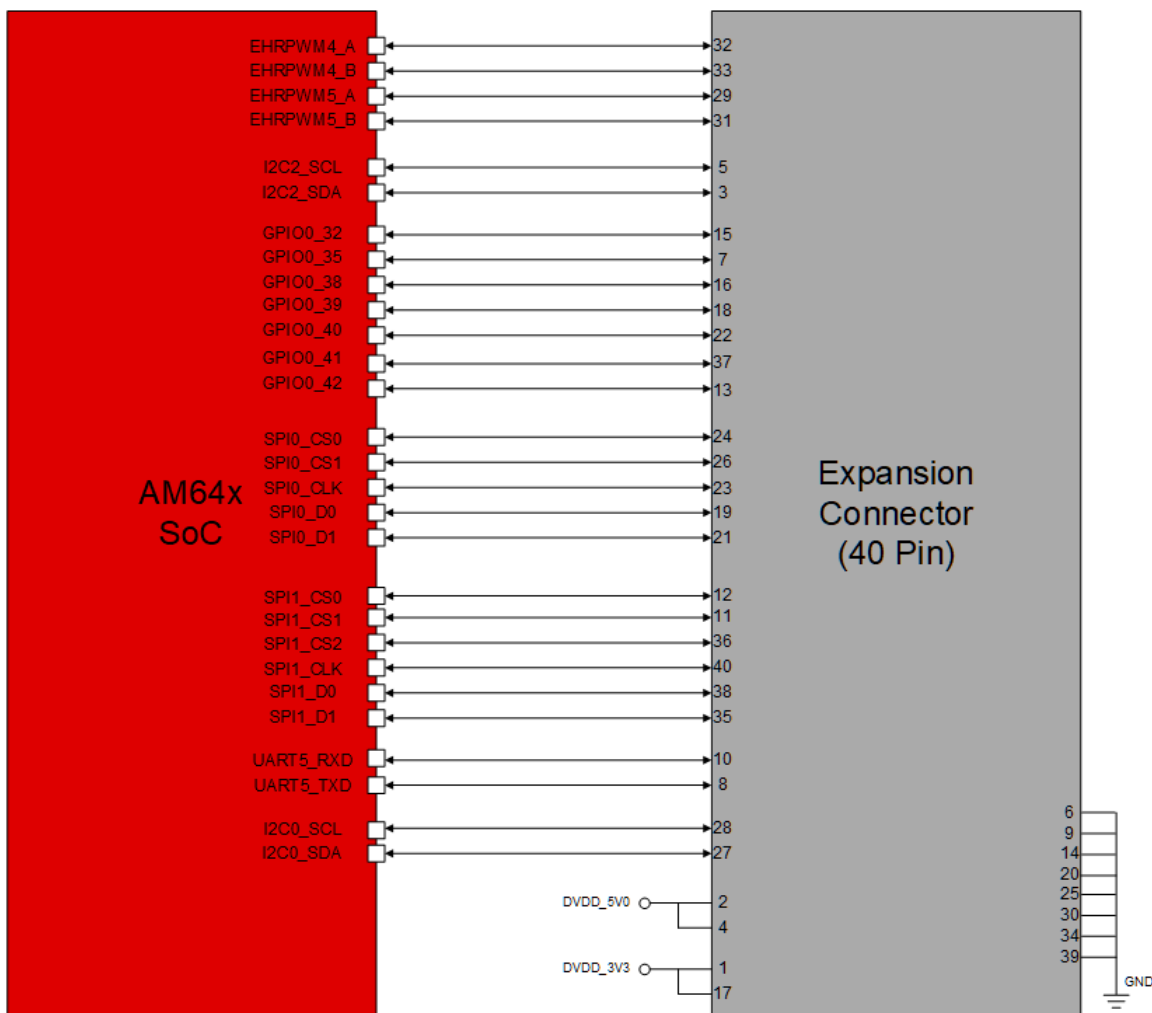 EHRPWM4_A 32
EHRPWM4_B 33
EHRPWM5_A 29
EHRPWM5_B 31
I2C2_SCL 5
I2C2_SDA 3
GPIO0_32 15
GPIO0_35 7
GPIO0_38 16
GPIO0_39 18
GPIO0_40 22
GPIO0_41 37
GPIO0_42 13
SPI0_CS0 24
SPI0_CS1 26
SPI0_CLK 23
SPI0_D0 19
SPI0_D1 21
AM64x
SoC
Expansion
Connector
(40 Pin)
SPI1_CS0 12
SPI1_CS1 11
SPI1_CS2 36
SPI1_CLK 40
SPI1_D0 38
SPI1_D1 35
UART5_RXD 10
UART5_TXD 8
I2C0_SCL 28
I2C0_SDA 27
DVDD_5V0 2
4
DVDD_3V3 1
17
6
9
14
20
25
30
34
39
GND